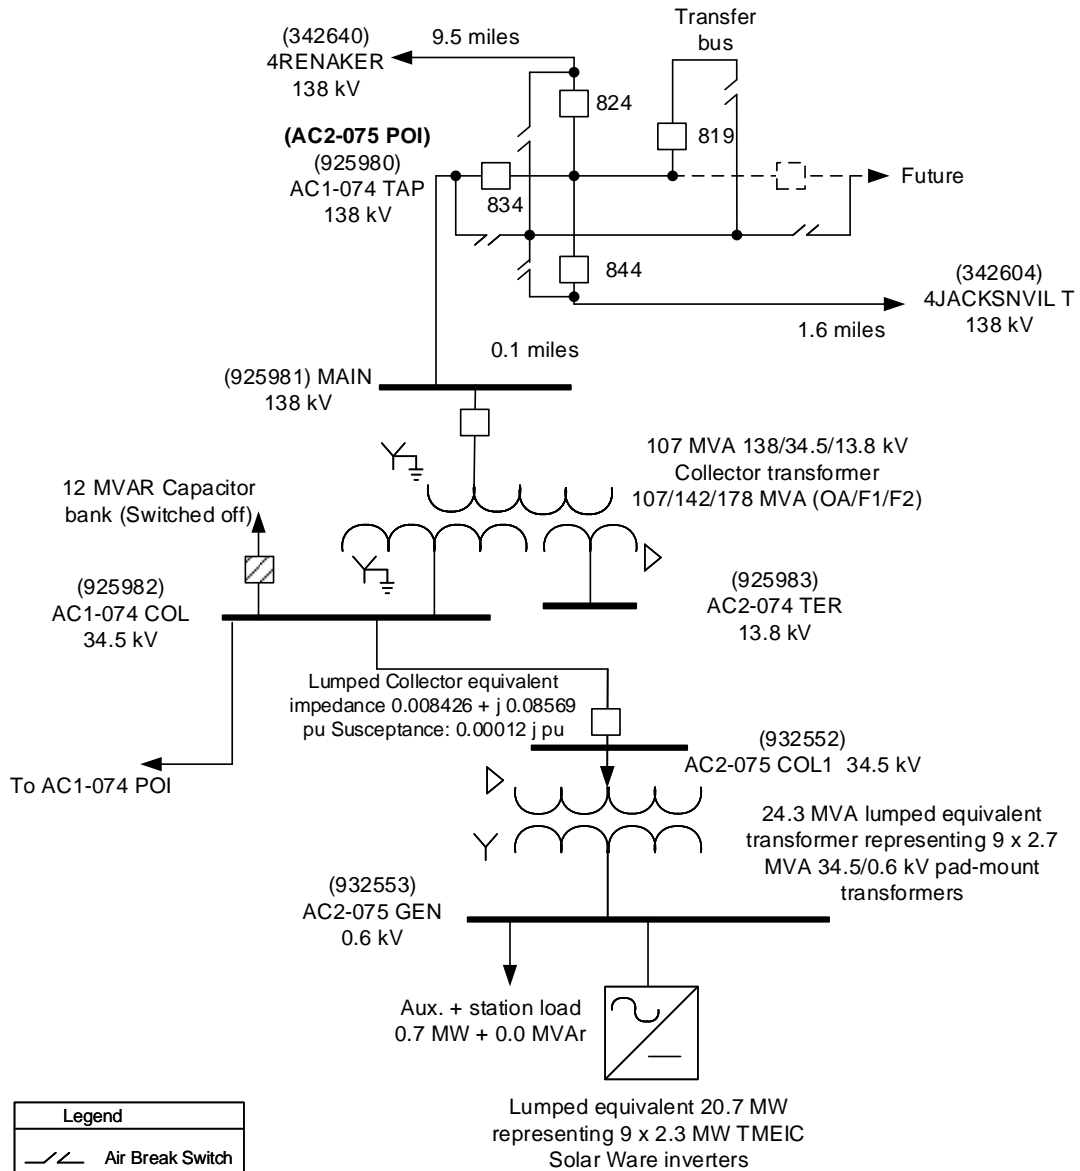 Transfer
bus
(342640)
4RENAKER
138 kV
9.5 miles
824
819
(AC2-075 POI)
(925980)
AC1-074 TAP
138 kV
834
Future
844
(342604)
4JACKSNVIL T
138 kV
1.6 miles
0.1 miles
(925981) MAIN
138 kV
107 MVA 138/34.5/13.8 kV
Collector transformer
107/142/178 MVA (OA/F1/F2)
12 MVAR Capacitor
bank (Switched off)
(925982)
AC1-074 COL
34.5 kV
(925983)
AC2-074 TER
13.8 kV
Lumped Collector equivalent
impedance 0.008426 + j 0.08569
pu Susceptance: 0.00012 j pu
(932552)
AC2-075 COL1 34.5 kV
To AC1-074 POI
24.3 MVA lumped equivalent
transformer representing 9 x 2.7
MVA 34.5/0.6 kV pad-mount
transformers
(932553)
AC2-075 GEN
0.6 kV
Aux. + station load
0.7 MW + 0.0 MVAr
Lumped equivalent 20.7 MW
representing 9 x 2.3 MW TMEIC
Solar Ware inverters
Legend
Air Break Switch